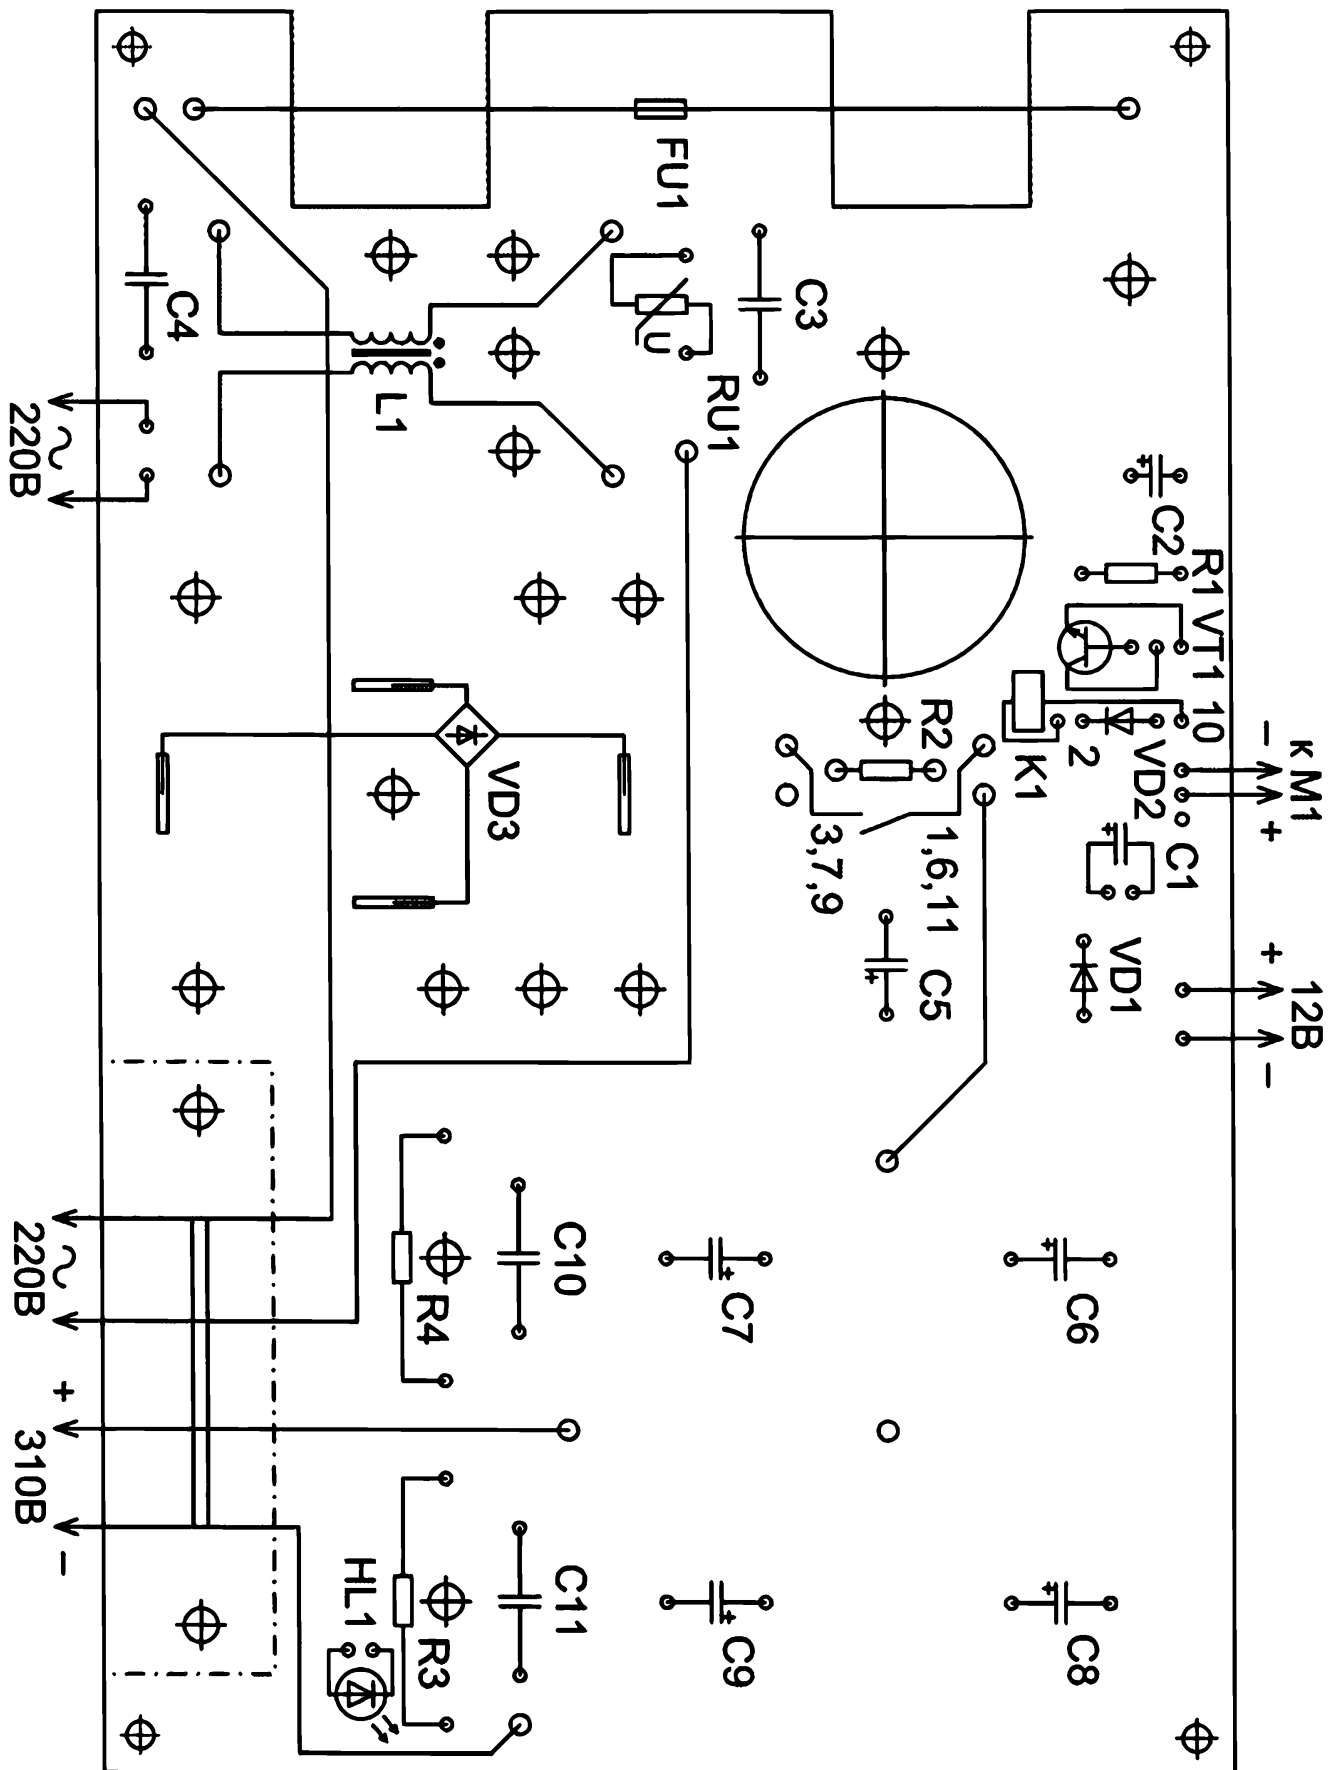 FU1
C4
C3
U
RU1
L1
220В
C2
R1
VT1
10
R2
K1
2
VD2
− К М1 +
C1
VD3
1,6,11
3,7,9
C5
VD1
+ 12В −
C10
R4
C7
C6
220В
+ 310В −
C11
R3
HL1
C9
C8